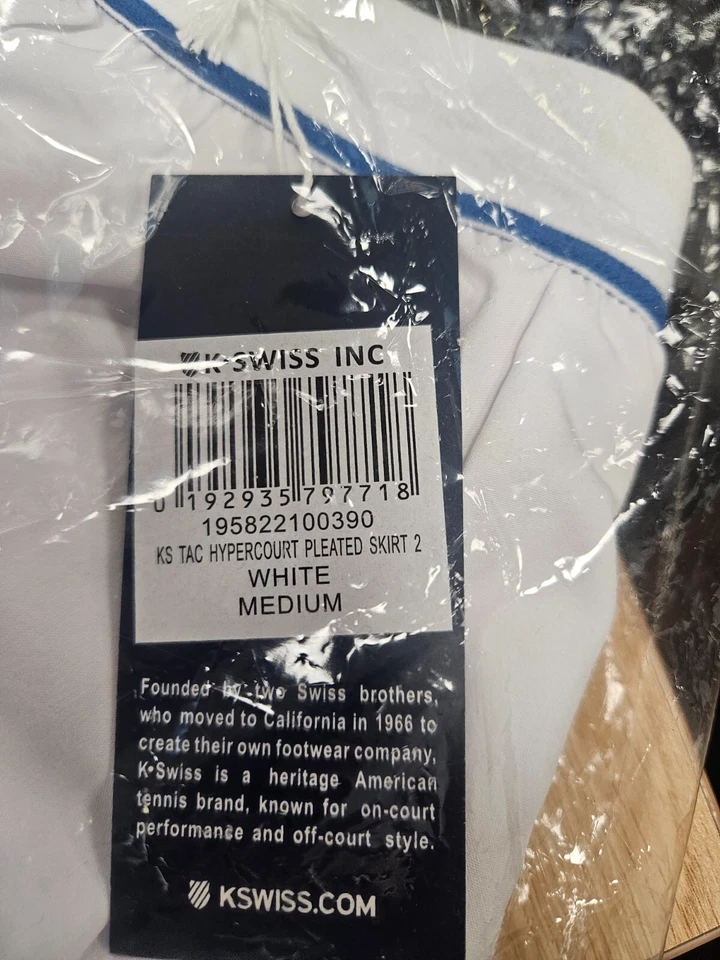 K•SWISS INC
0 192935 797718
195822100390
KS TAC HYPERCOURT PLEATED SKIRT 2
WHITE
MEDIUM
Founded by two Swiss brothers,
who moved to California in 1966 to
create their own footwear company,
K•Swiss is a heritage American
tennis brand, known for on-court
performance and off-court style.
KSWISS.COM